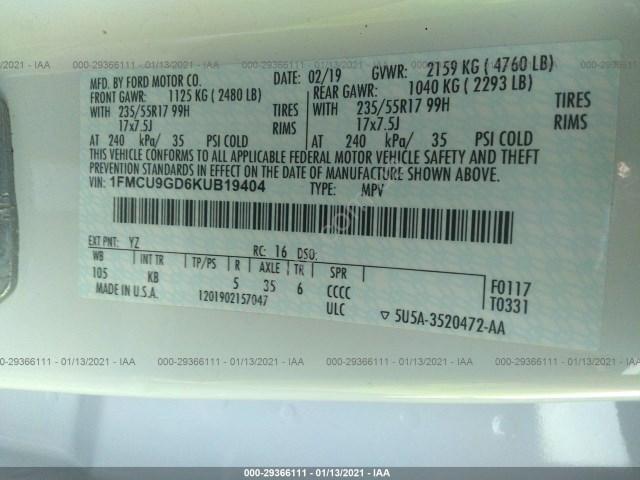 000-29366111 - 01/13/2021 - IAA
MFD. BY FORD MOTOR CO. DATE: 02/19 GVWR: 2159 KG ( 4760 LB)
FRONT GAWR: 1125 KG ( 2480 LB) REAR GAWR: 1040 KG ( 2293 LB)
WITH 235/55R17 99H TIRES WITH 235/55R17 99H TIRES
17x7.5J RIMS 17x7.5J RIMS
AT 240 kPa/ 35 PSI COLD AT 240 kPa/ 35 PSI COLD
THIS VEHICLE CONFORMS TO ALL APPLICABLE FEDERAL MOTOR VEHICLE SAFETY AND THEFT
PREVENTION STANDARDS IN EFFECT ON THE DATE OF MANUFACTURE SHOWN ABOVE.
VIN: 1FMCU9GD6KUB19404 TYPE: MPV
EXT PNT: YZ RC: 16 DSO:
WB INT TR TP/PS R AXLE TR SPR
105 KB 5 35 6 CCCC F0117
MADE IN U.S.A. 1201902157047 ULC T0331
▽ 5U5A-3520472-AA
000-29366111 - 01/13/2021 - IAA
000-29366111 - 01/13/2021 - IAA